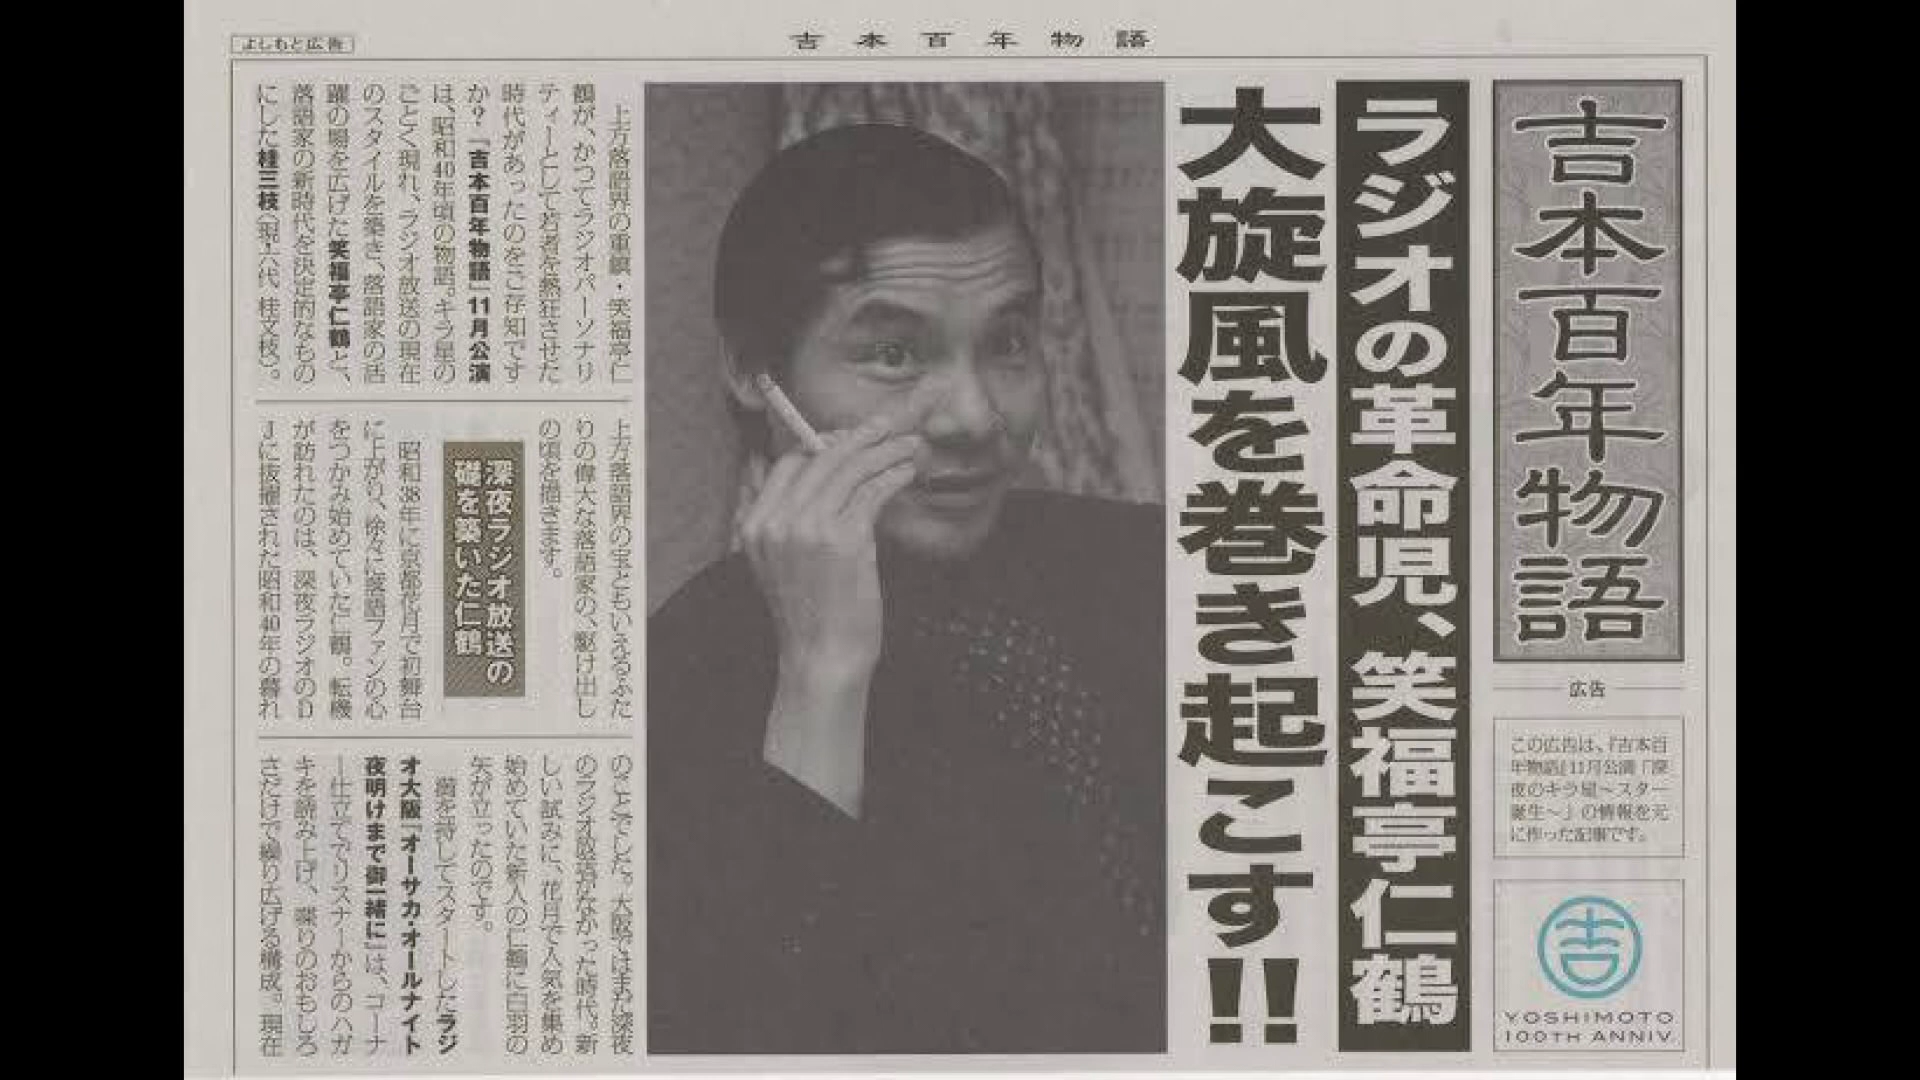 よしもと広告
吉本百年物語
吉本百年物語
広告
この広告は、『吉本百
年物語』11月公演「深
夜のキラ星〜スター
誕生〜」の情報を元
に作った記事です。
YOSHIMOTO
100TH ANNIV.
ラジオの革命児、笑福亭仁鶴
大旋風を巻き起こす!!
上方落語界の重鎮・笑福亭仁
鶴が、かつてラジオパーソナリ
ティーとして若者を熱狂させた
時代があったのをご存知です
か?「吉本百年物語」11月公演
は、昭和40年頃の物語。キラ星の
ごとく現れ、ラジオ放送の現在
のスタイルを築き、落語家の活
躍の場を広げた笑福亭仁鶴と、
落語家の新時代を決定的なもの
にした桂三枝(現・六代 桂文枝)。
上方落語界の宝ともいえるふた
りの偉大な落語家の、駆け出し
の頃を描きます。
深夜ラジオ放送の
礎を築いた仁鶴
昭和38年に京都花月で初舞台
に上がり、徐々に落語ファンの心
をつかみ始めていた仁鶴。転機
が訪れたのは、深夜ラジオのD
Jに抜擢された昭和40年の暮れ
のことでした。大阪ではまだ深夜
のラジオ放送がなかった時代。新
しい試みに、花月で人気を集め
始めていた新人の仁鶴に白羽の
矢が立ったのです。
満を持してスタートしたラジ
オ大阪「オーサカ・オールナイト
夜明けまで御一緒に」は、コーナ
ー仕立てでリスナーからのハガ
キを読み上げ、喋りのおもしろ
さだけで繰り広げる構成。現在